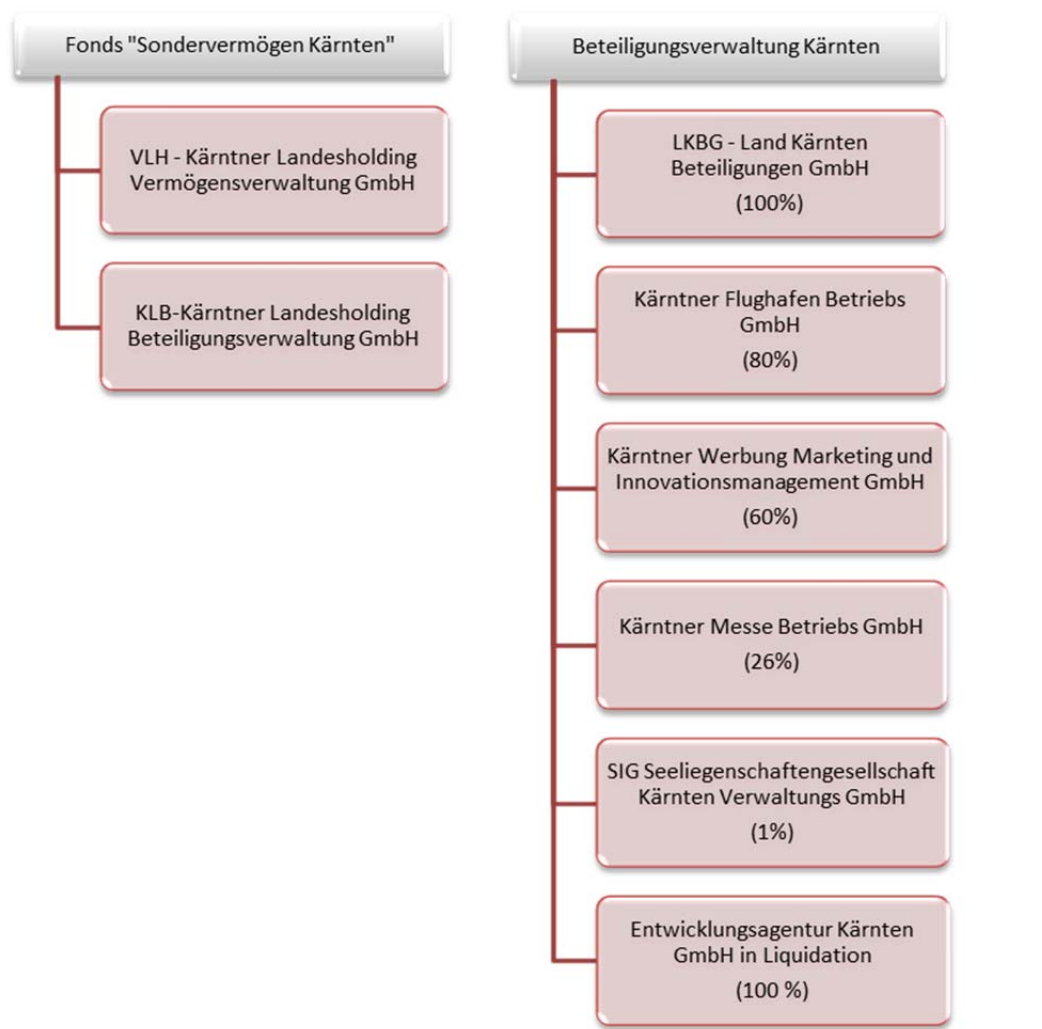 Fonds "Sondervermögen Kärnten"
VLH - Kärntner Landesholding
Vermögensverwaltung GmbH
KLB-Kärntner Landesholding
Beteiligungsverwaltung GmbH
Beteiligungsverwaltung Kärnten
LKBG - Land Kärnten
Beteiligungen GmbH
(100%)
Kärntner Flughafen Betriebs
GmbH
(80%)
Kärntner Werbung Marketing und
Innovationsmanagement GmbH
(60%)
Kärntner Messe Betriebs GmbH
(26%)
SIG Seeliegenschaftengesellschaft
Kärnten Verwaltungs GmbH
(1%)
Entwicklungsagentur Kärnten
GmbH in Liquidation
(100 %)